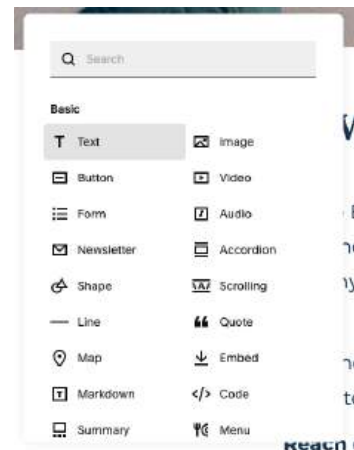 Search
Basic
Text
Image
Button
Video
Form
Audio
Newsletter
Accordion
Shape
Scrolling
Line
Quote
Map
Embed
Markdown
Code
Summary
Menu
Reach